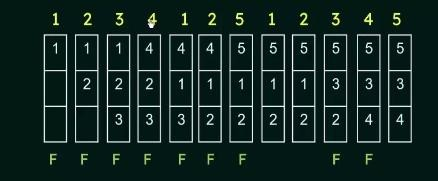 1 2 3 4 1 2 5 1 2 3 4 5
1 1 1 4 4 4 5 5 5 5 5 5
2 2 2 1 1 1 1 1 3 3 3
3 3 3 2 2 2 2 2 4 4
F F F F F F F F F